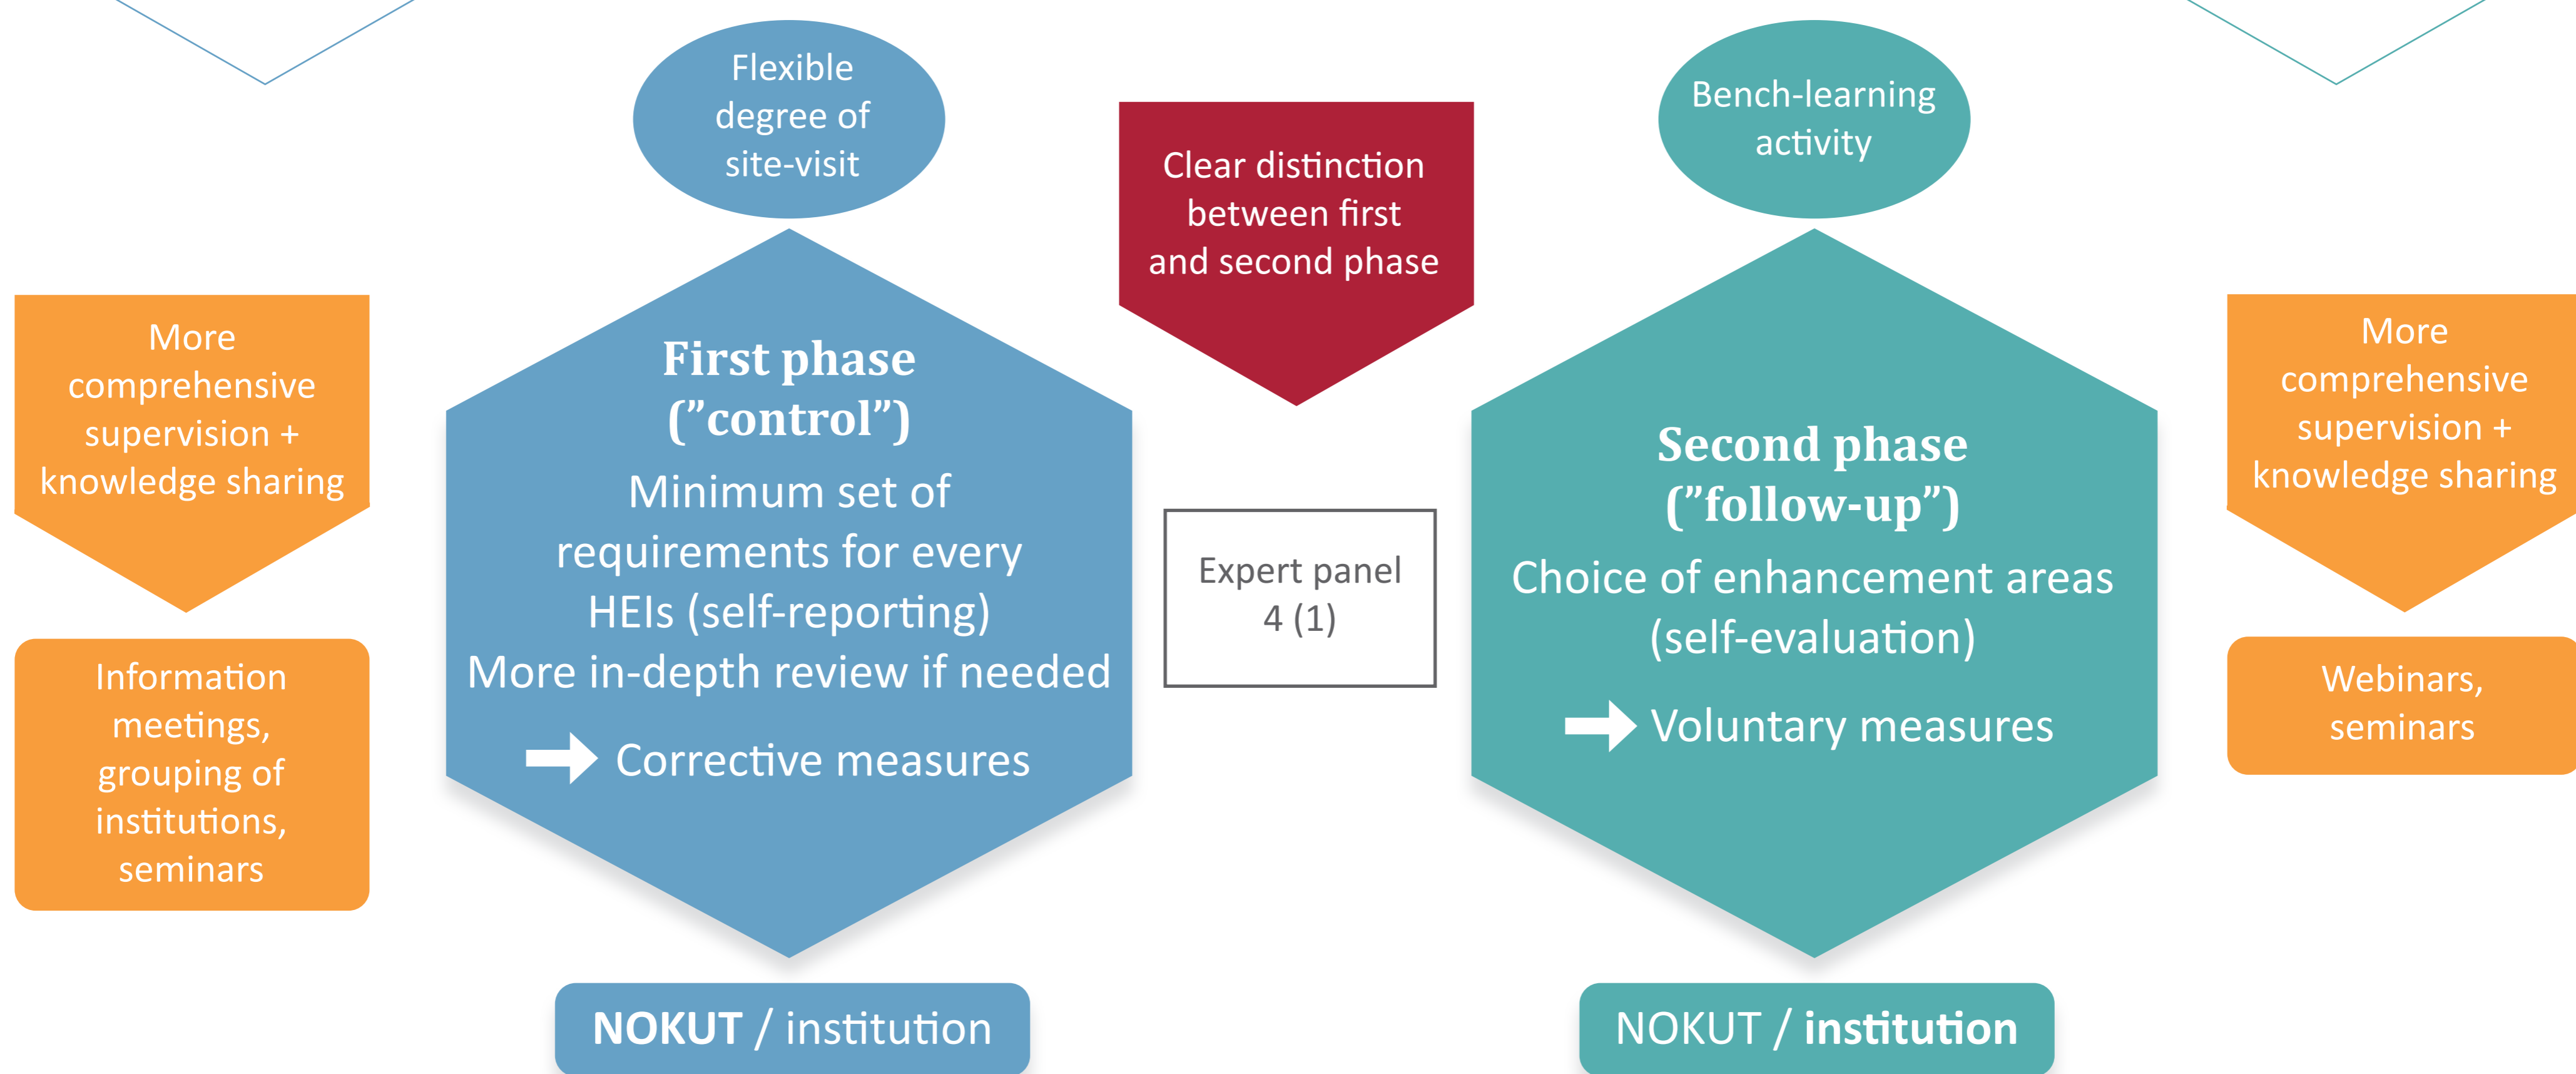 Flexible
degree of
site-visit
Bench-learning
activity
Clear distinction
between first
and second phase
More
comprehensive
supervision +
knowledge sharing
Information
meetings,
grouping of
institutions,
seminars
First phase
(”control”)
Minimum set of
requirements for every
HEIs (self-reporting)
More in-depth review if needed
Corrective measures
NOKUT / institution
Expert panel
4 (1)
Second phase
(”follow-up”)
Choice of enhancement areas
(self-evaluation)
Voluntary measures
NOKUT / institution
More
comprehensive
supervision +
knowledge sharing
Webinars,
seminars